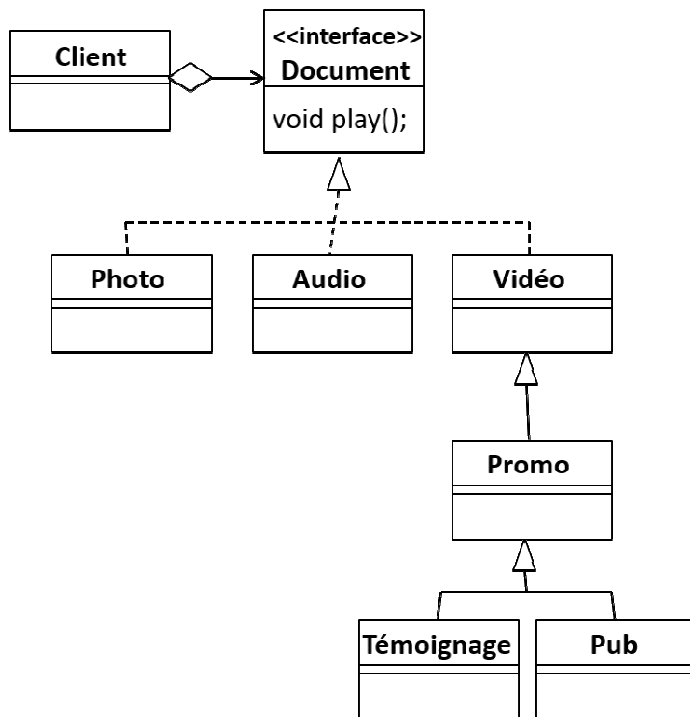 Client
<<interface>>
Document
void play();
Photo
Audio
Vidéo
Promo
Témoignage
Pub